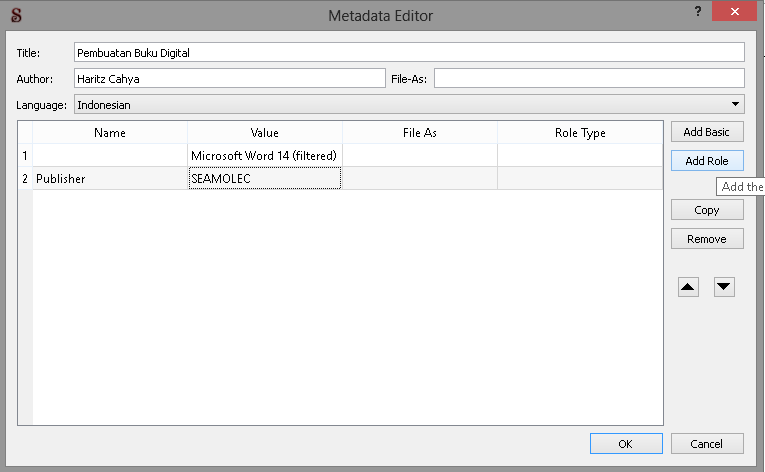 S Metadata Editor ?
Title: Pembuatan Buku Digital
Author: Haritz Cahya File-As:
Language: Indonesian
Name Value File As Role Type Add Basic
1 Microsoft Word 14 (filtered) Add Role
2 Publisher SEAMOLEC Add the
Copy
Remove
OK Cancel